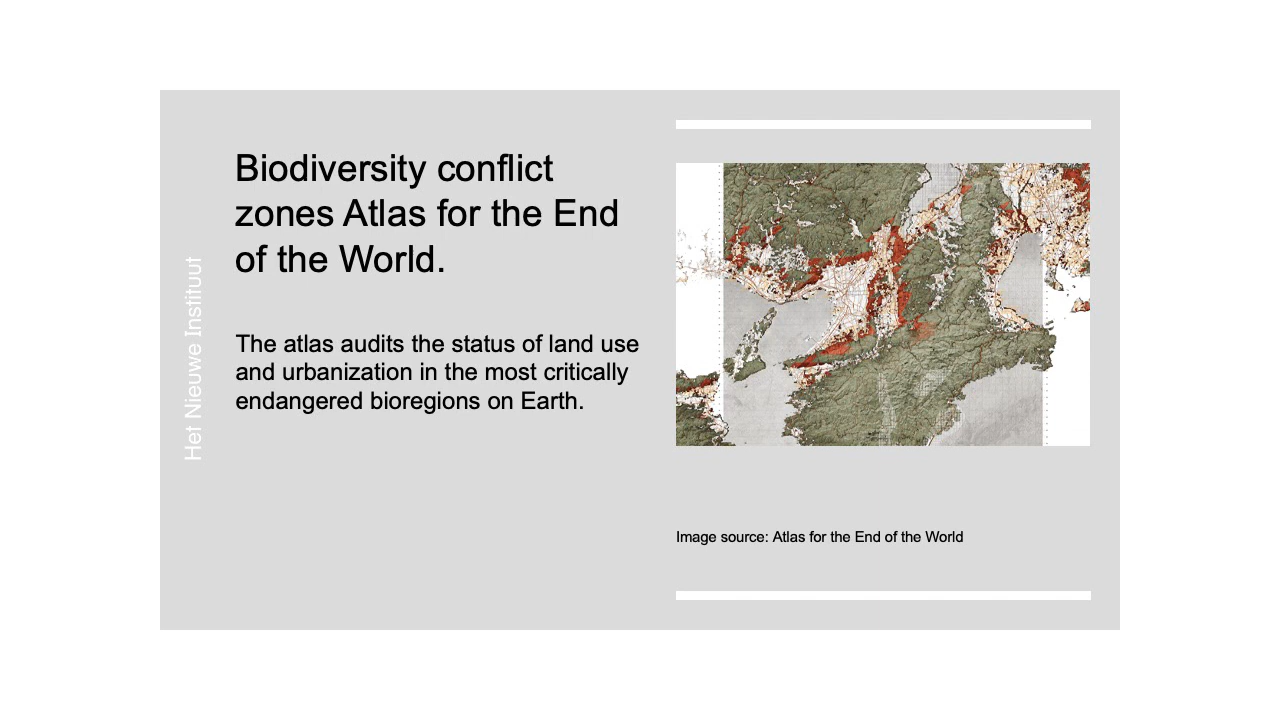 Het Nieuwe Instituut
Biodiversity conflict
zones Atlas for the End
of the World.
The atlas audits the status of land use
and urbanization in the most critically
endangered bioregions on Earth.
Image source: Atlas for the End of the World